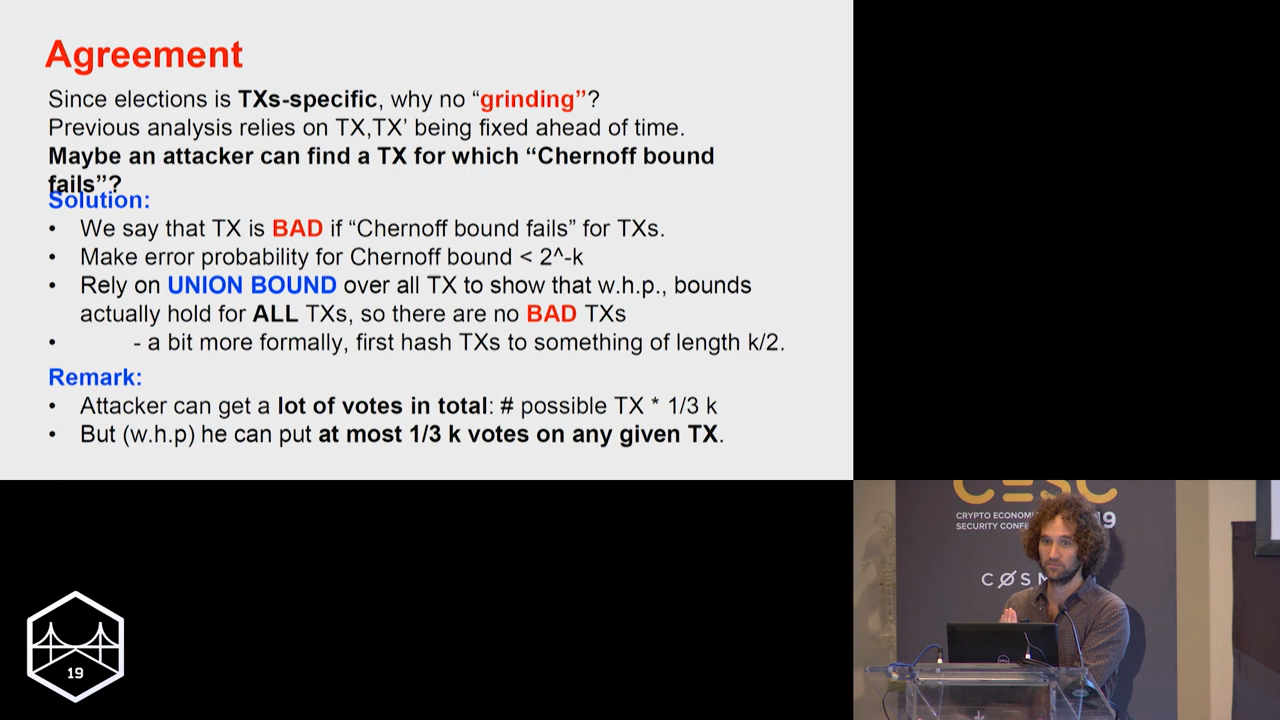 Agreement
Since elections is TXs-specific, why no “grinding”?
Previous analysis relies on TX,TX’ being fixed ahead of time.
Maybe an attacker can find a TX for which “Chernoff bound
fails”?
Solution:
• We say that TX is BAD if “Chernoff bound fails” for TXs.
• Make error probability for Chernoff bound < 2^-k
• Rely on UNION BOUND over all TX to show that w.h.p., bounds
actually hold for ALL TXs, so there are no BAD TXs
• - a bit more formally, first hash TXs to something of length k/2.
Remark:
• Attacker can get a lot of votes in total: # possible TX * 1/3 k
• But (w.h.p) he can put at most 1/3 k votes on any given TX.
CESC
CRYPTO ECONOMI
SECURITY CONFE
19
CØSM
DELL
19